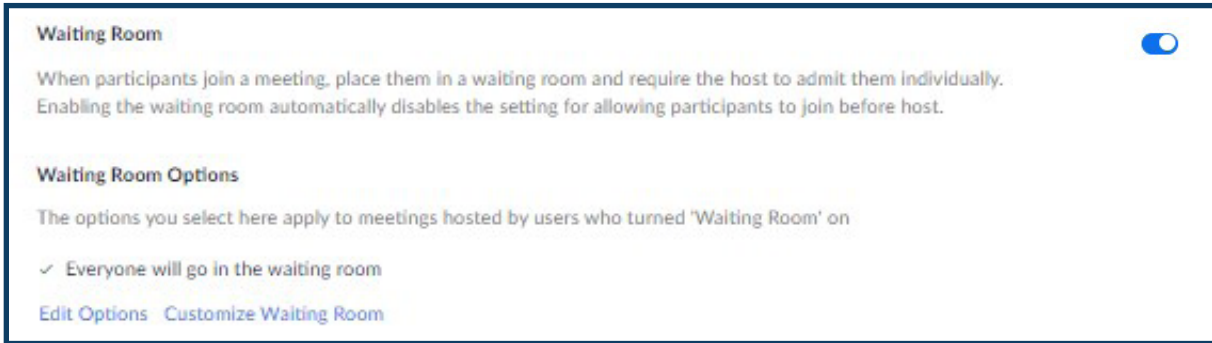 Waiting Room
When participants join a meeting, place them in a waiting room and require the host to admit them individually.
Enabling the waiting room automatically disables the setting for allowing participants to join before host.
Waiting Room Options
The options you select here apply to meetings hosted by users who turned 'Waiting Room' on
✓ Everyone will go in the waiting room
Edit Options Customize Waiting Room